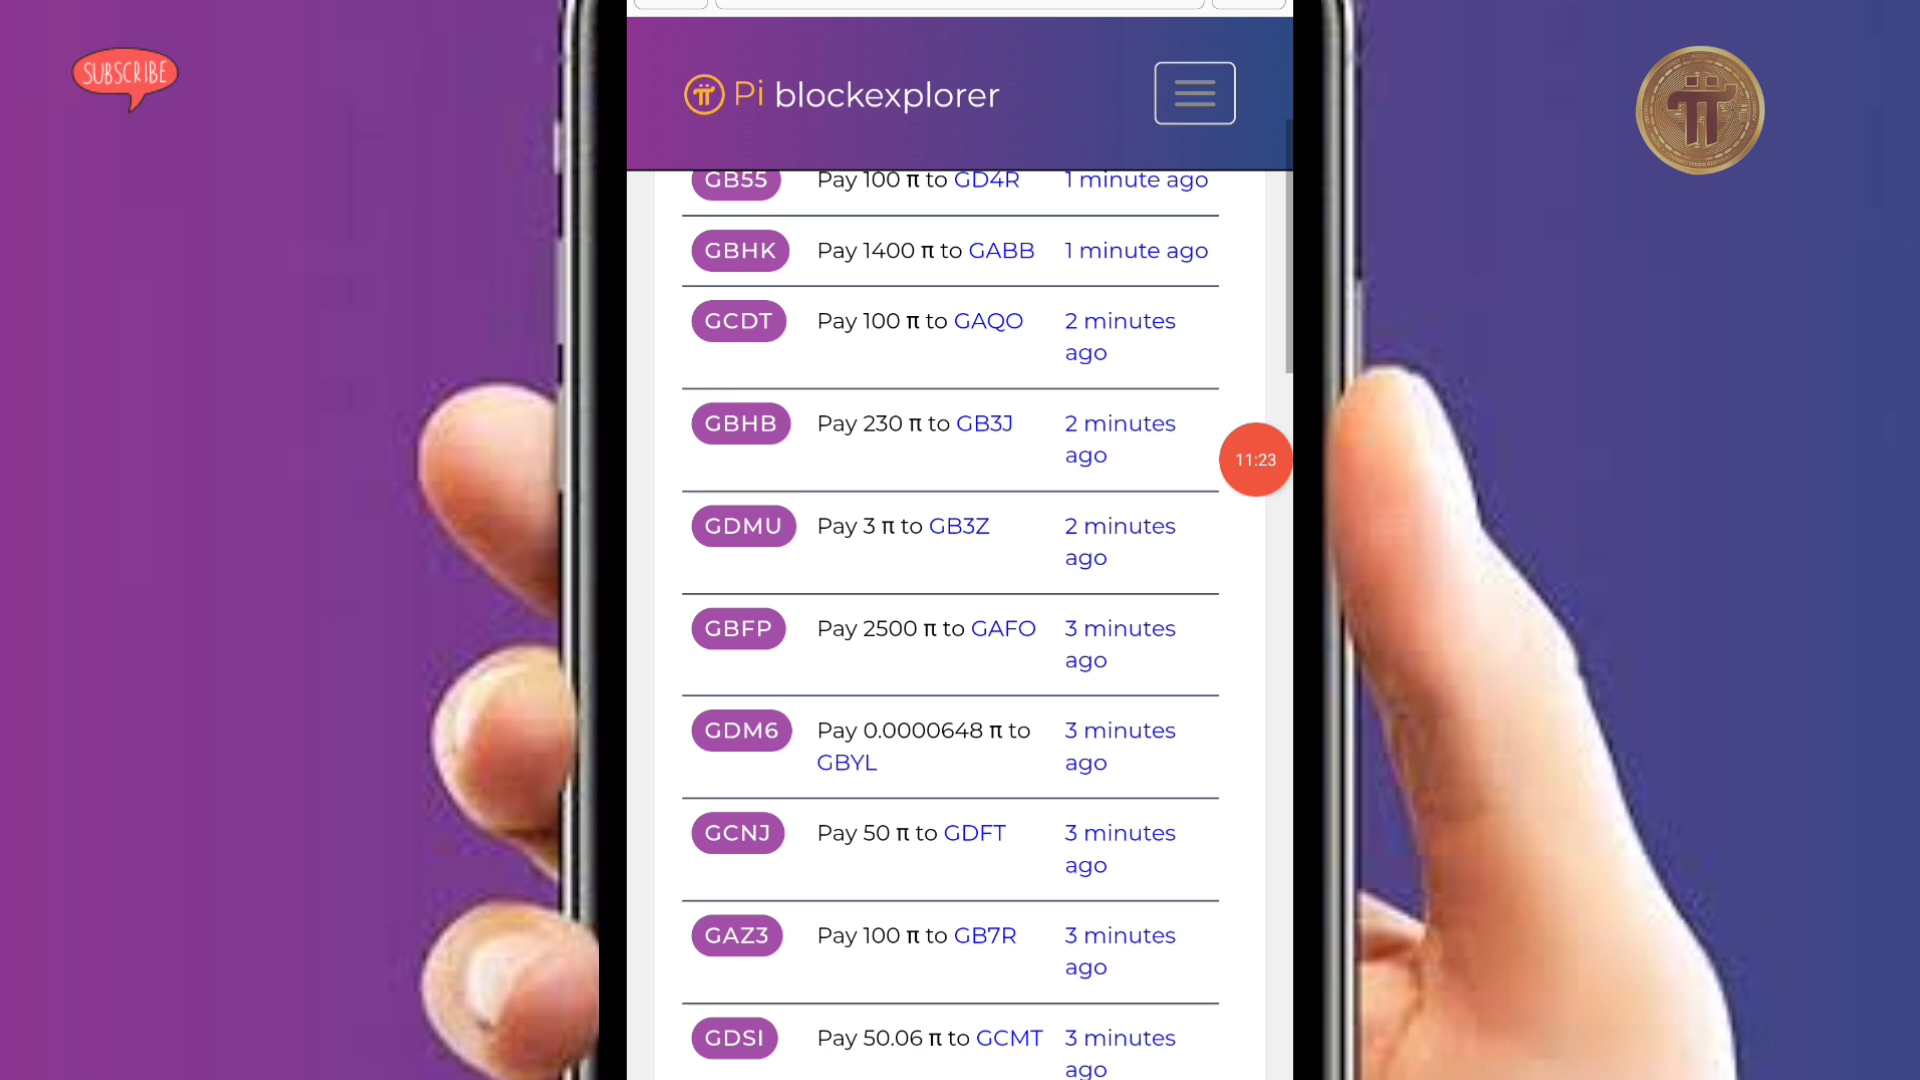 SUBSCRIBE
Pi blockexplorer
GB55 Pay 100 π to GD4R 1 minute ago
GBHK Pay 1400 π to GABB 1 minute ago
GCDT Pay 100 π to GAQO 2 minutes
ago
GBHB Pay 230 π to GB3J 2 minutes
ago
11:23
GDMU Pay 3 π to GB3Z 2 minutes
ago
GBFP Pay 2500 π to GAFO 3 minutes
ago
GDM6 Pay 0.0000648 π to 3 minutes
GBYL ago
GCNJ Pay 50 π to GDFT 3 minutes
ago
GAZ3 Pay 100 π to GB7R 3 minutes
ago
GDSI Pay 50.06 π to GCMT 3 minutes
ago